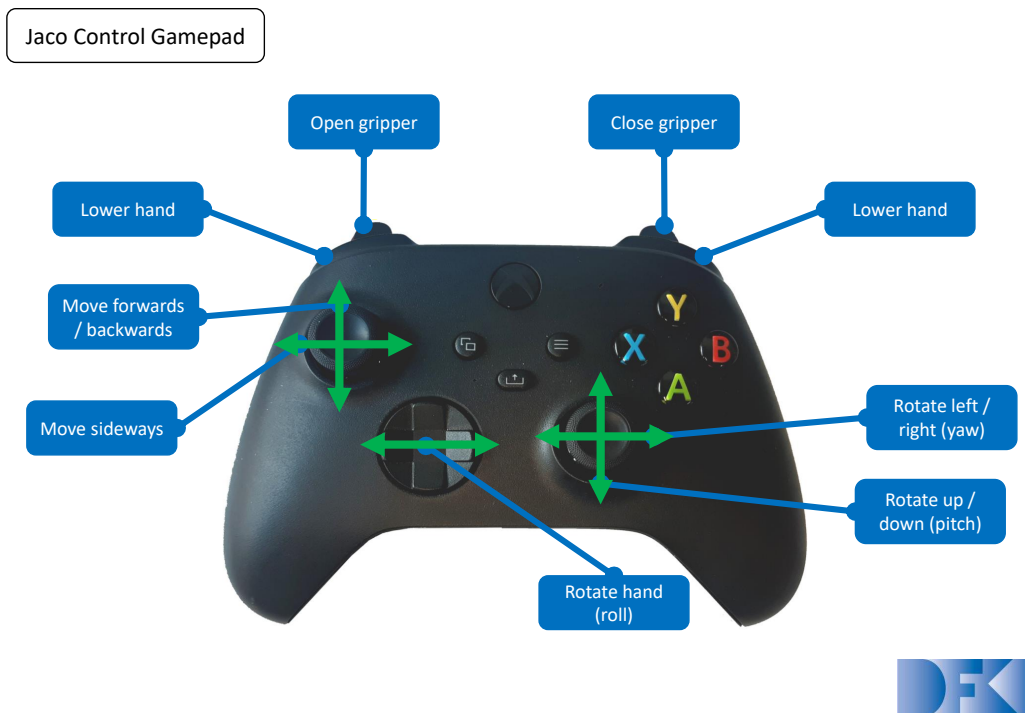 Jaco Control Gamepad
Open gripper
Close gripper
Lower hand
Lower hand
Move forwards
/ backwards
Y
X
B
A
Move sideways
Rotate left /
right (yaw)
Rotate up /
down (pitch)
Rotate hand
(roll)
DFK